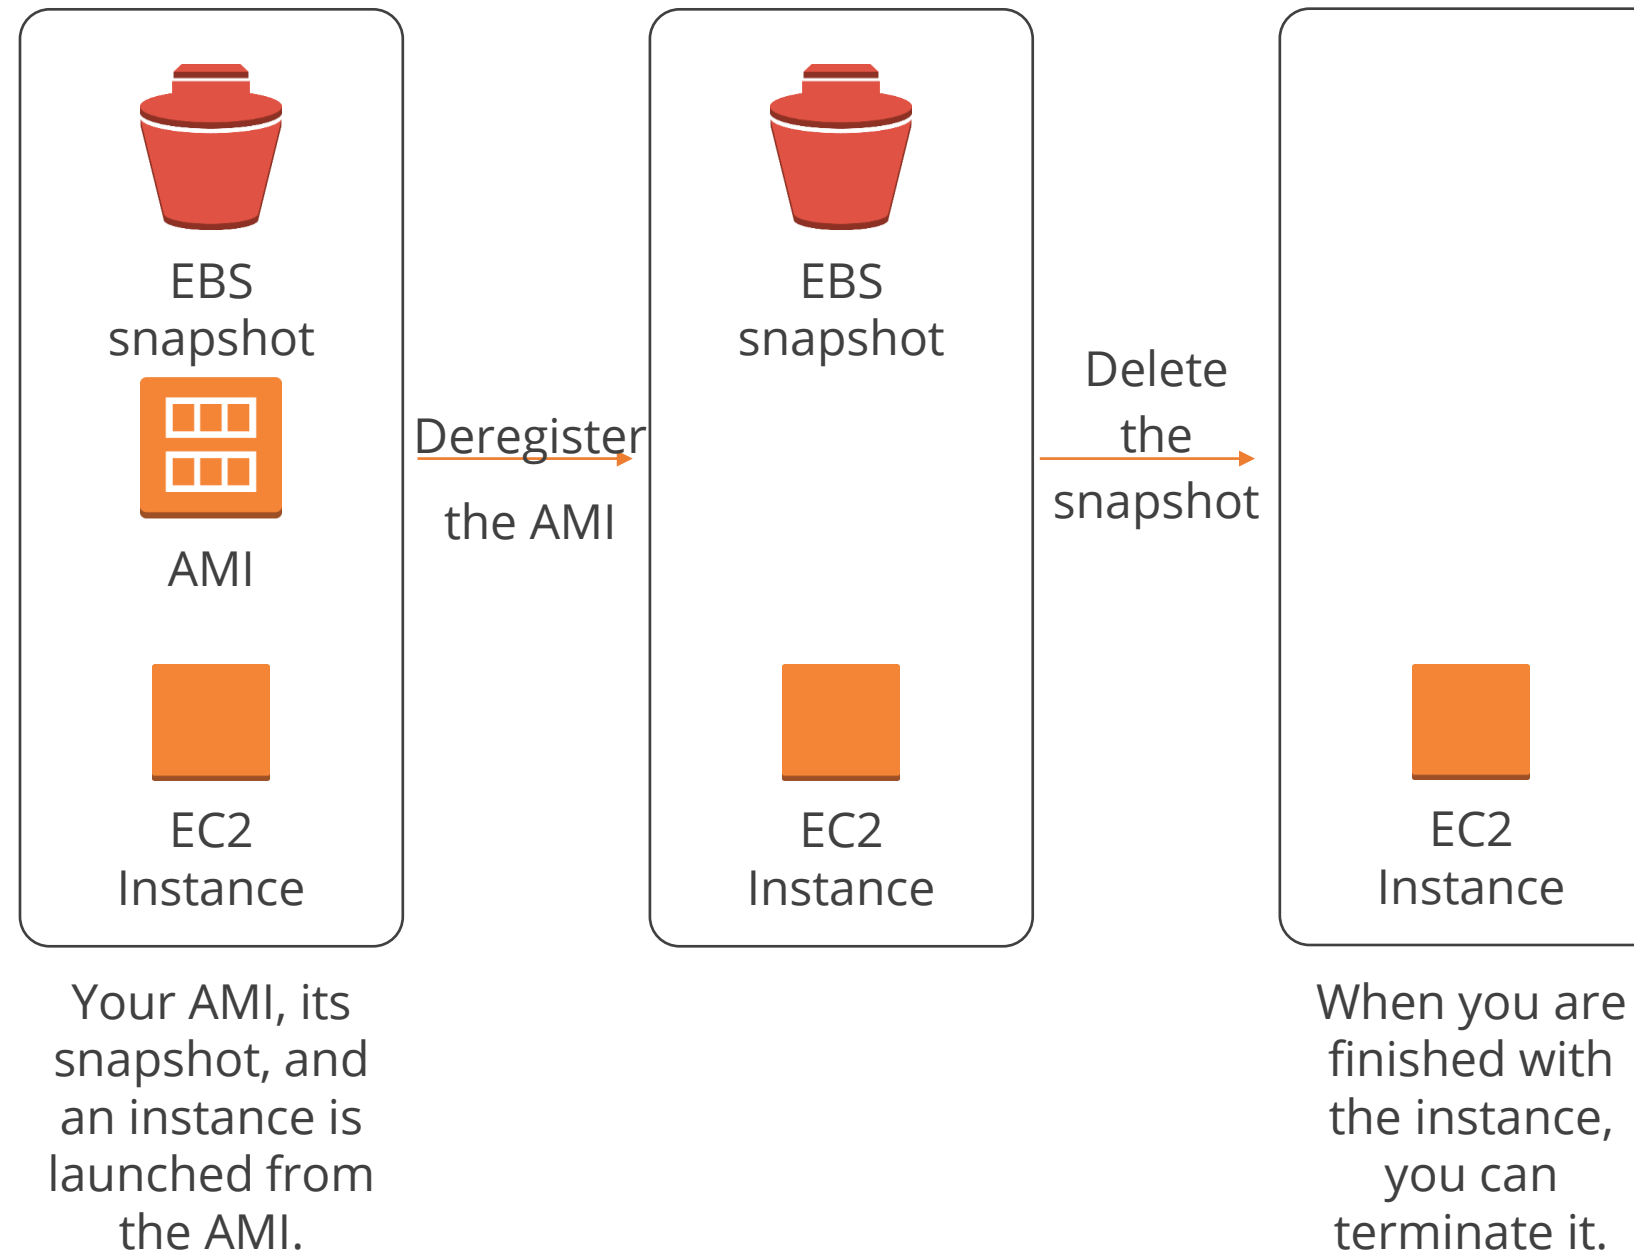 EBS
snapshot
AMI
EC2
Instance
Your AMI, its
snapshot, and
an instance is
launched from
the AMI.
Deregister
the AMI
EBS
snapshot
EC2
Instance
Delete
the
snapshot
EC2
Instance
When you are
finished with
the instance,
you can
terminate it.